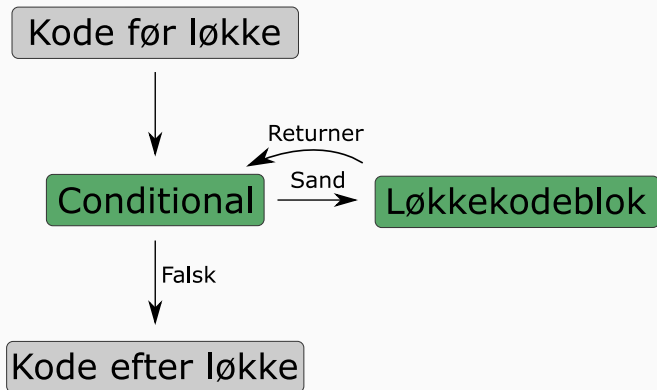 Kode før løkke
Returner
Sand
Conditional
Løkkekodeblok
Falsk
Kode efter løkke